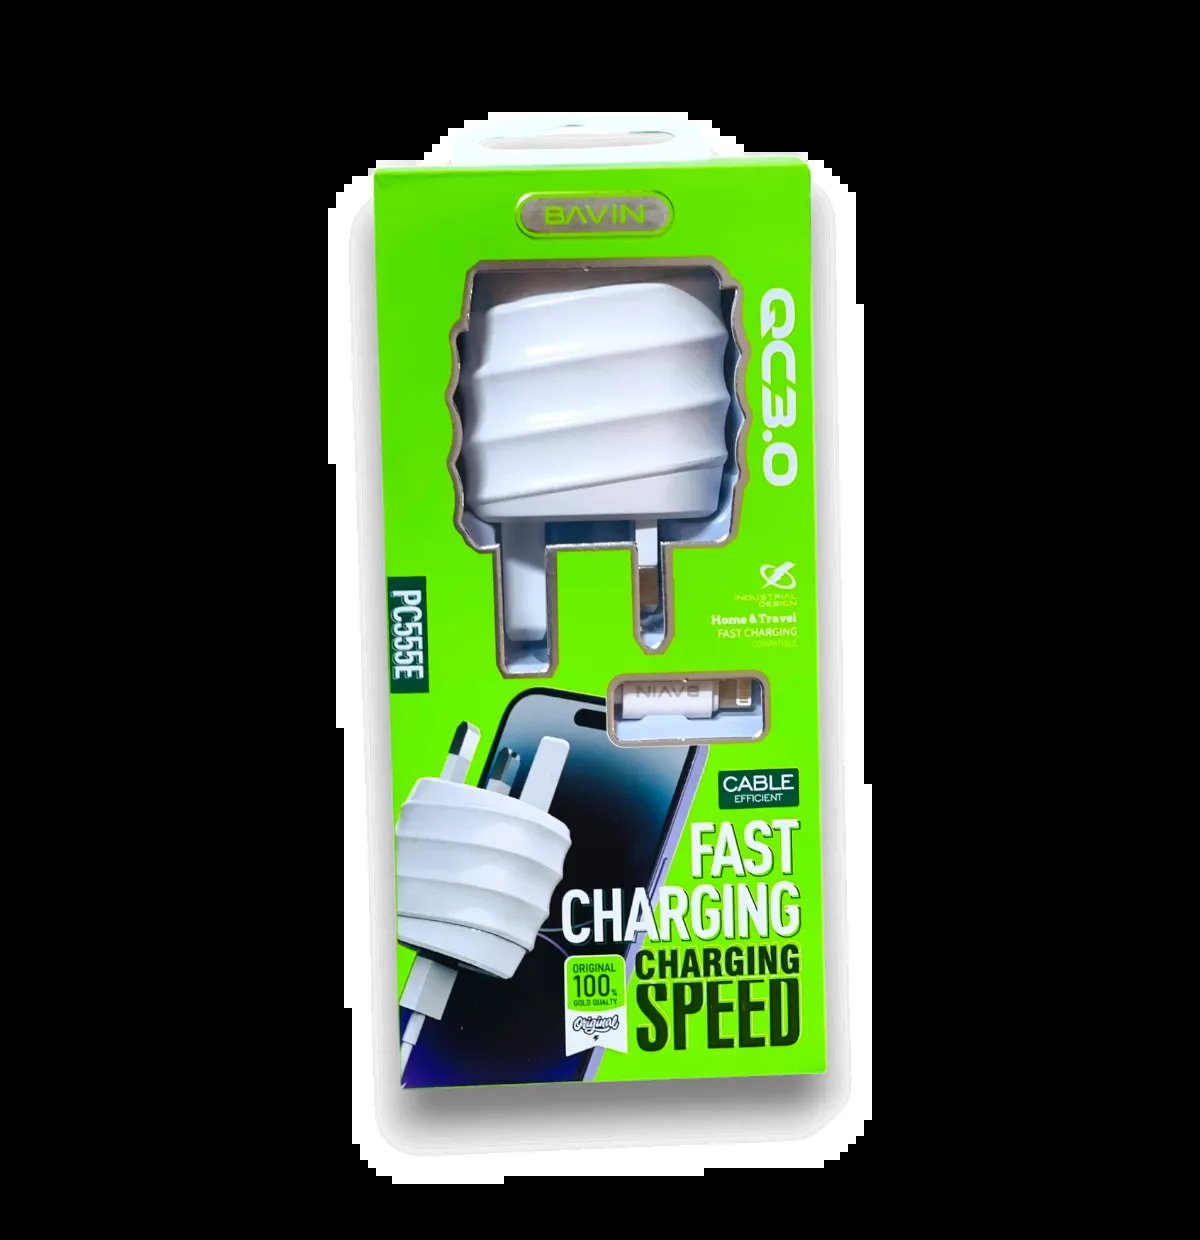 BAVIN
QC3.0
INDUSTRIAL
DESIGN
Home & Travel
FAST CHARGING
COMPATIBLE
PC555E
BAVIN
CABLE
EFFICIENT
FAST
CHARGING
CHARGING
SPEED
ORIGINAL
100%
GOLD QUALTY
Original